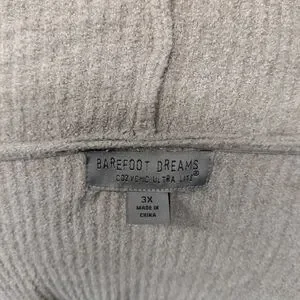 BAREFOOT DREAMS
®
COZYCHIC ULTRA LITE
3X
MADE IN
CHINA